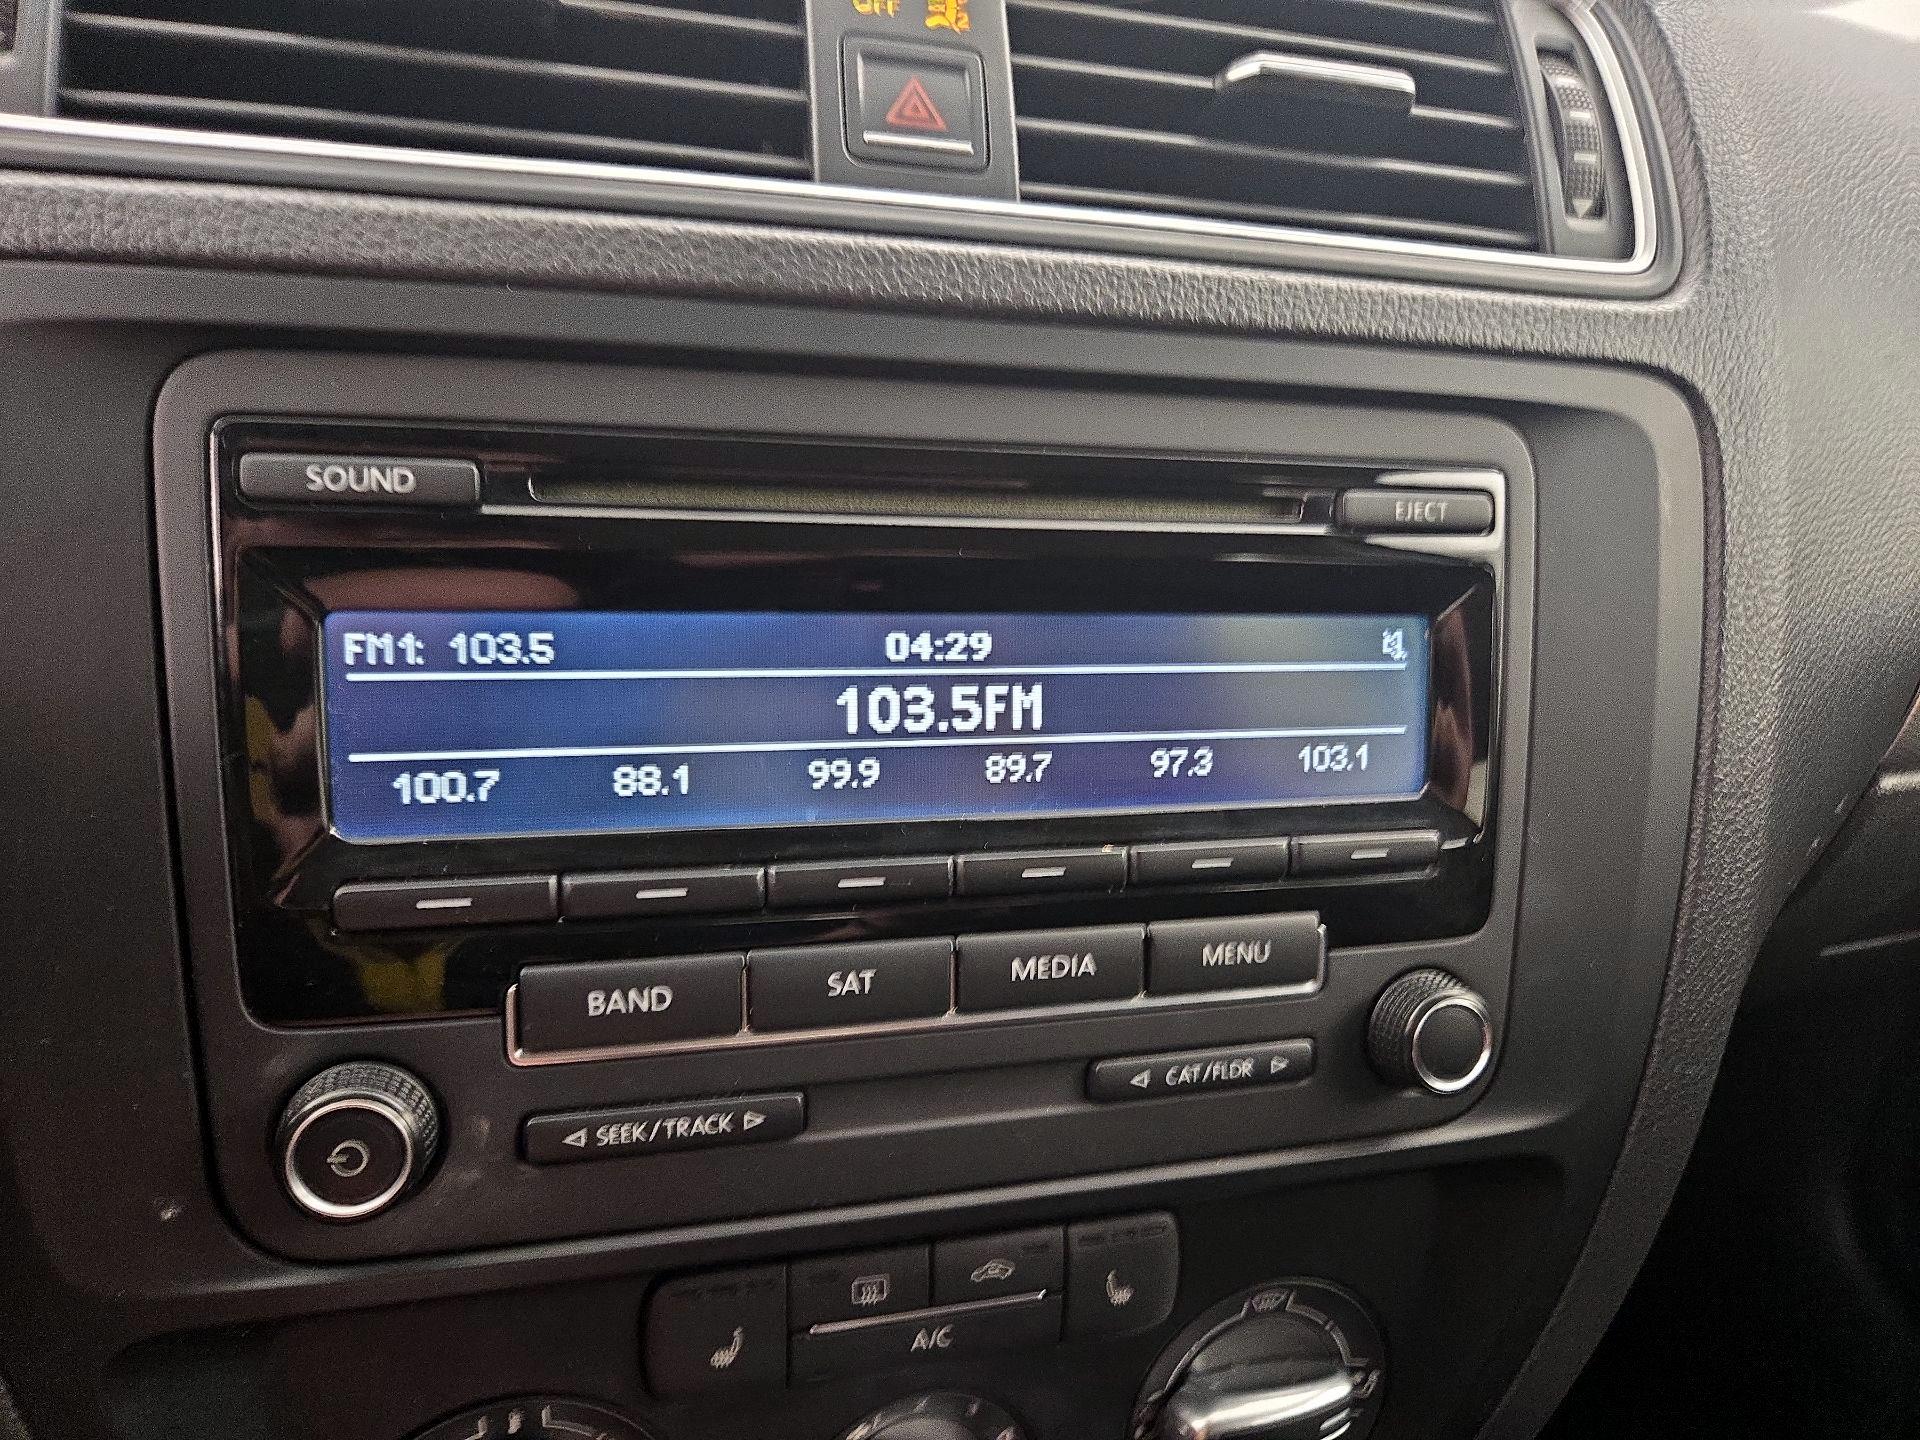 OFF
SOUND
EJECT
FM1: 103.5 04:29
103.5FM
100.7 88.1 99.9 89.7 97.3 103.1
BAND SAT MEDIA MENU
SEEK/TRACK CAT/FLDR
A/C